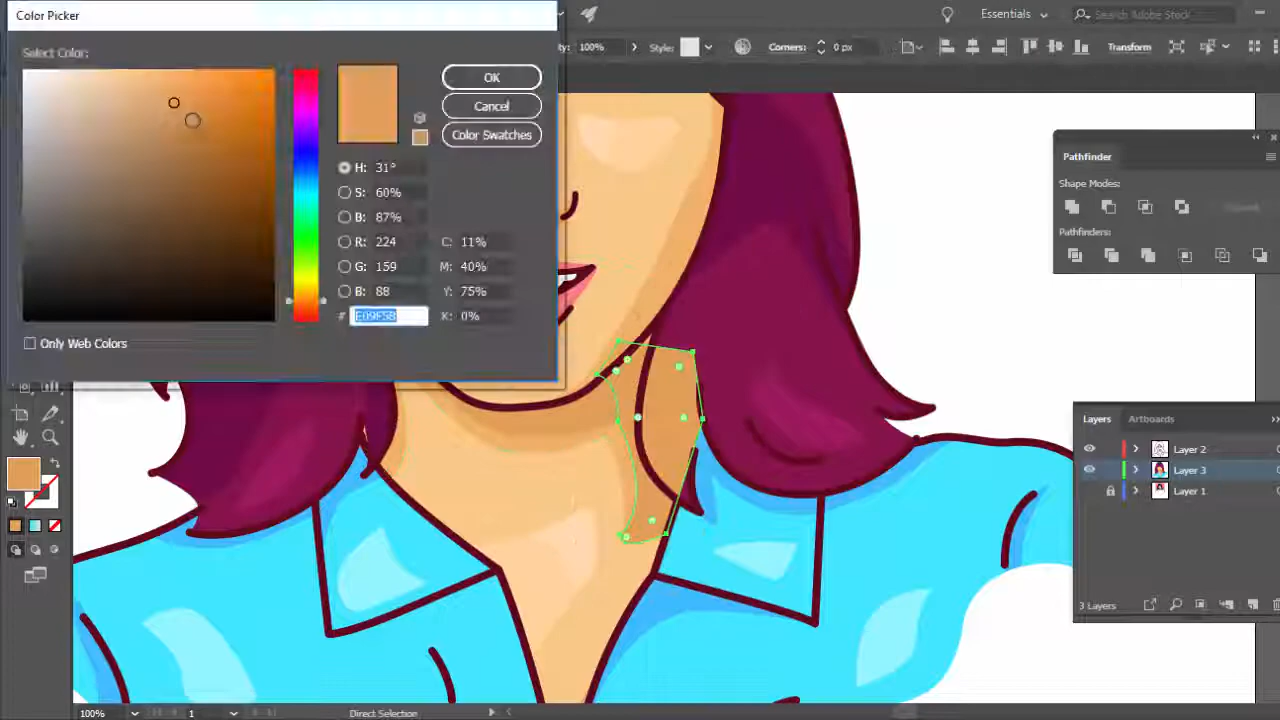 Color Picker
Essentials
Search Adobe Stock
Select Color:
100%
Style:
Corners:
0 px
Transform
OK
Cancel
Color Swatches
H: 31°
S: 60%
B: 87%
R: 224
G: 159
B: 88
C: 11%
M: 40%
Y: 75%
K: 0%
# E09F58
Only Web Colors
Pathfinder
Shape Modes:
Pathfinders:
Layers
Artboards
Layer 2
Layer 3
Layer 1
3 Layers
100%
1
Direct Selection